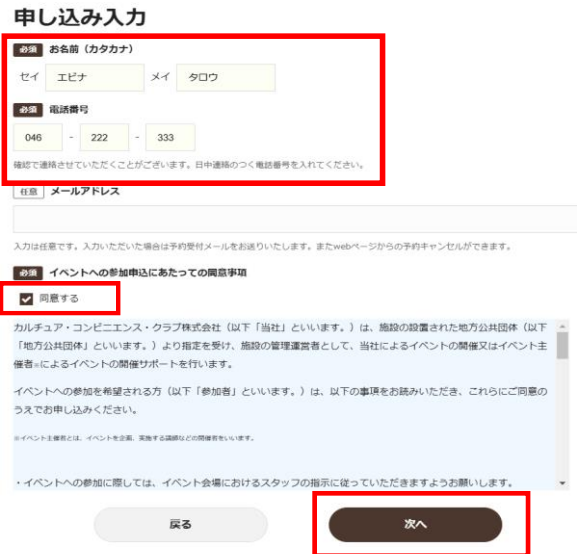 申し込み入力
必須 お名前（カタカナ）
セイ エビナ メイ タロウ
必須 電話番号
046 - 222 - 333
確認で連絡させていただくことがございます。日中連絡のつく電話番号を入れてください。
任意 メールアドレス
入力は任意です。入力いただいた場合は予約受付メールをお送りいたします。またwebページからの予約キャンセルができます。
必須 イベントへの参加申込にあたっての同意事項
同意する
カルチュア・コンビニエンス・クラブ株式会社（以下「当社」といいます。）は、施設の設置された地方公共団体（以下
「地方公共団体」といいます。）より指定を受け、施設の管理運営者として、当社によるイベントの開催又はイベント主
催者※によるイベントの開催サポートを行います。
イベントへの参加を希望される方（以下「参加者」といいます。）は、以下の事項をお読みいただき、これらにご同意の
うえでお申し込みください。
※イベント主催者とは、イベントを企画、実施する講師などの開催者をいいます。
・イベントへの参加に際しては、イベント会場におけるスタッフの指示に従っていただきますようお願いします。
戻る 次へ